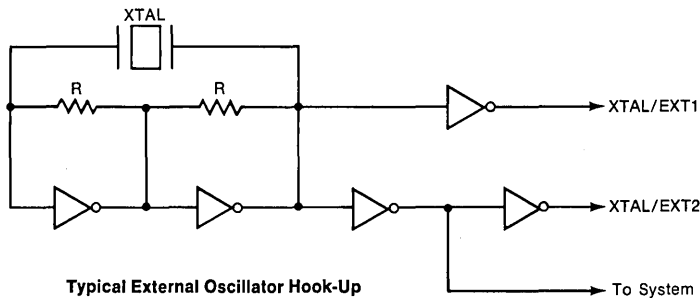 XTAL
R R
XTAL/EXT1
XTAL/EXT2
Typical External Oscillator Hook-Up
To System